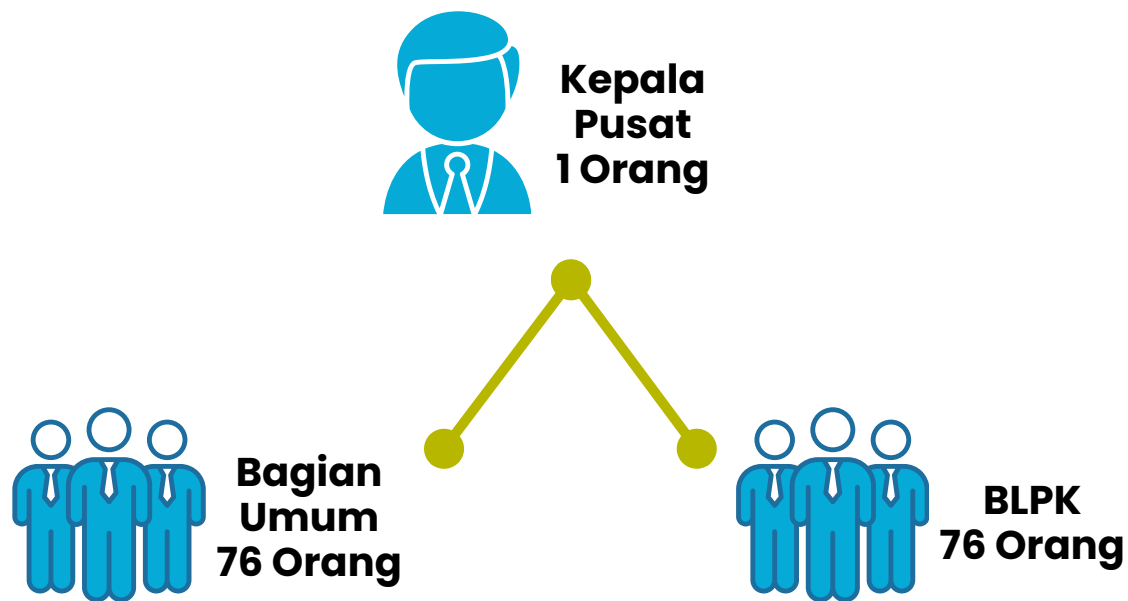 Kepala
Pusat
1 Orang
Bagian
Umum
76 Orang
BLPK
76 Orang